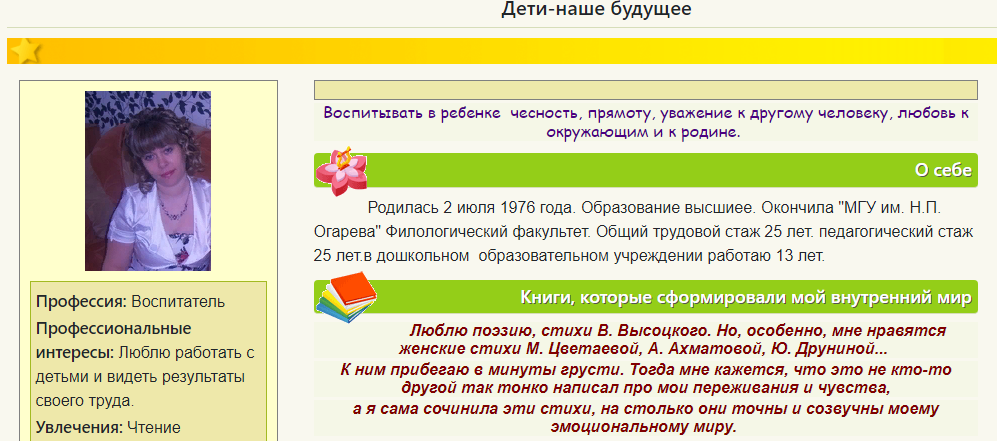 Дети-наше будущее
Профессия: Воспитатель
Профессиональные
интересы: Люблю работать с
детьми и видеть результаты
своего труда.
Увлечения: Чтение
Воспитывать в ребенке  чесность, прямоту, уважение к другому человеку, любовь к
окружающим и к родине.
О себе
Родилась 2 июля 1976 года. Образование высшиее. Окончила "МГУ им. Н.П.
Огарева" Филологический факультет. Общий трудовой стаж 25 лет. педагогический стаж
25 лет.в дошкольном  образовательном учреждении работаю 13 лет.
Книги, которые сформировали мой внутренний мир
Люблю поэзию, стихи В. Высоцкого. Но, особенно, мне нравятся
женские стихи М. Цветаевой, А. Ахматовой, Ю. Друниной...
К ним прибегаю в минуты грусти. Тогда мне кажется, что это не кто-то
другой так тонко написал про мои переживания и чувства,
а я сама сочинила эти стихи, на столько они точны и созвучны моему
эмоциональному миру.